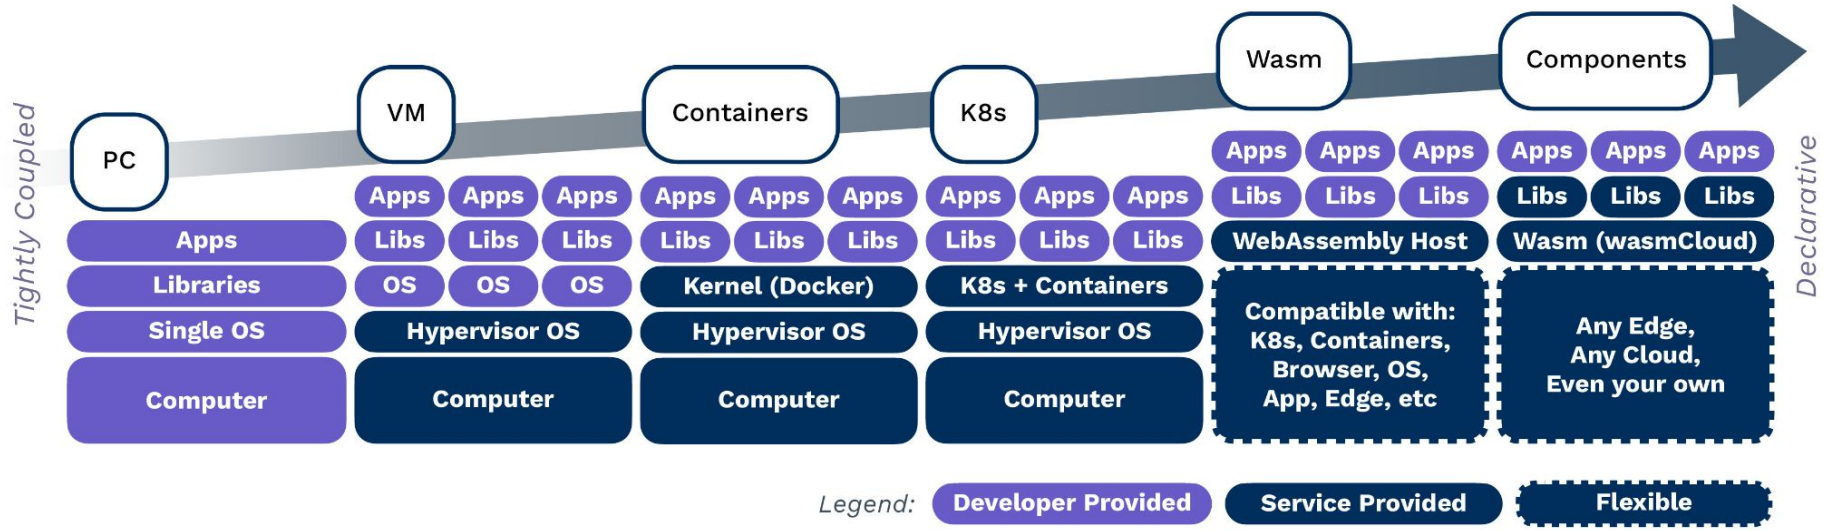 Tightly Coupled
PC
Apps
Libraries
Single OS
Computer
VM
Apps Apps Apps
Libs Libs Libs
OS OS OS
Hypervisor OS
Computer
Containers
Apps Apps Apps
Libs Libs Libs
Kernel (Docker)
Hypervisor OS
Computer
K8s
Apps Apps Apps
Libs Libs Libs
K8s + Containers
Hypervisor OS
Computer
Wasm
Apps Apps Apps
Libs Libs Libs
WebAssembly Host
Compatible with:
K8s, Containers,
Browser, OS,
App, Edge, etc
Components
Apps Apps Apps
Libs Libs Libs
Wasm (wasmCloud)
Any Edge,
Any Cloud,
Even your own
Declarative
Legend: Developer Provided Service Provided Flexible